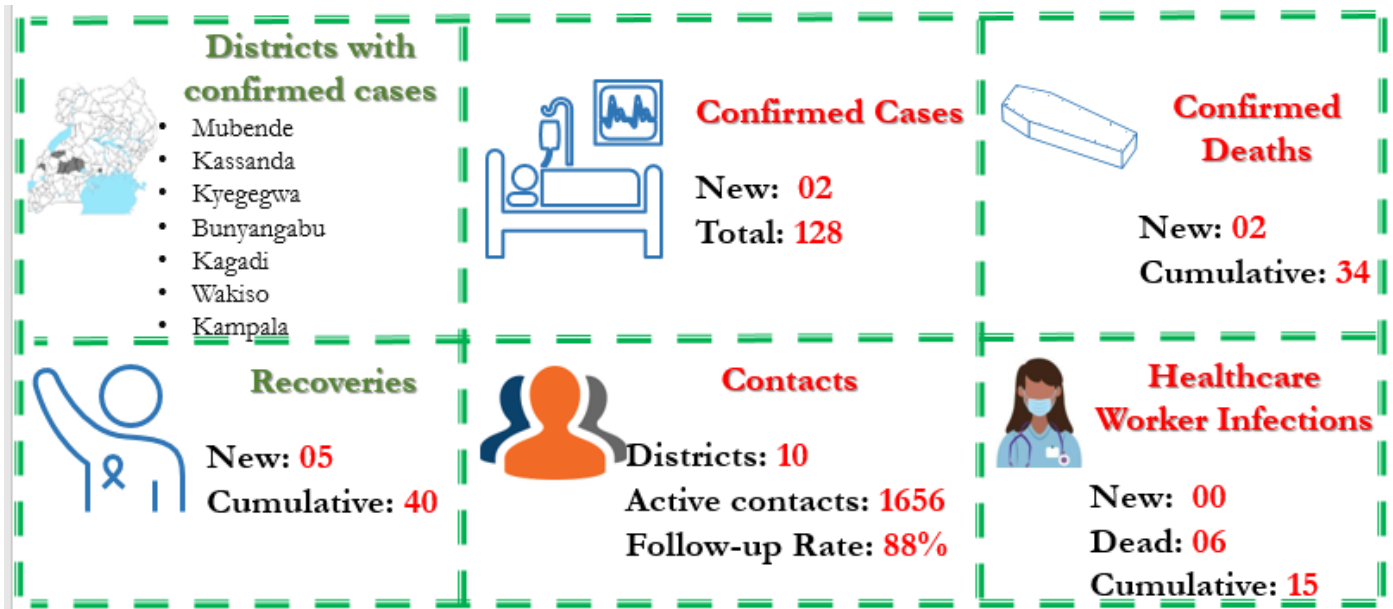 Districts with
confirmed cases
• Mubende
• Kassanda
• Kyegegwa
• Bunyangabu
• Kagadi
• Wakiso
• Kampala
Confirmed Cases
New: 02
Total: 128
Confirmed
Deaths
New: 02
Cumulative: 34
Recoveries
New: 05
Cumulative: 40
Contacts
Districts: 10
Active contacts: 1656
Follow-up Rate: 88%
Healthcare
Worker Infections
New: 00
Dead: 06
Cumulative: 15